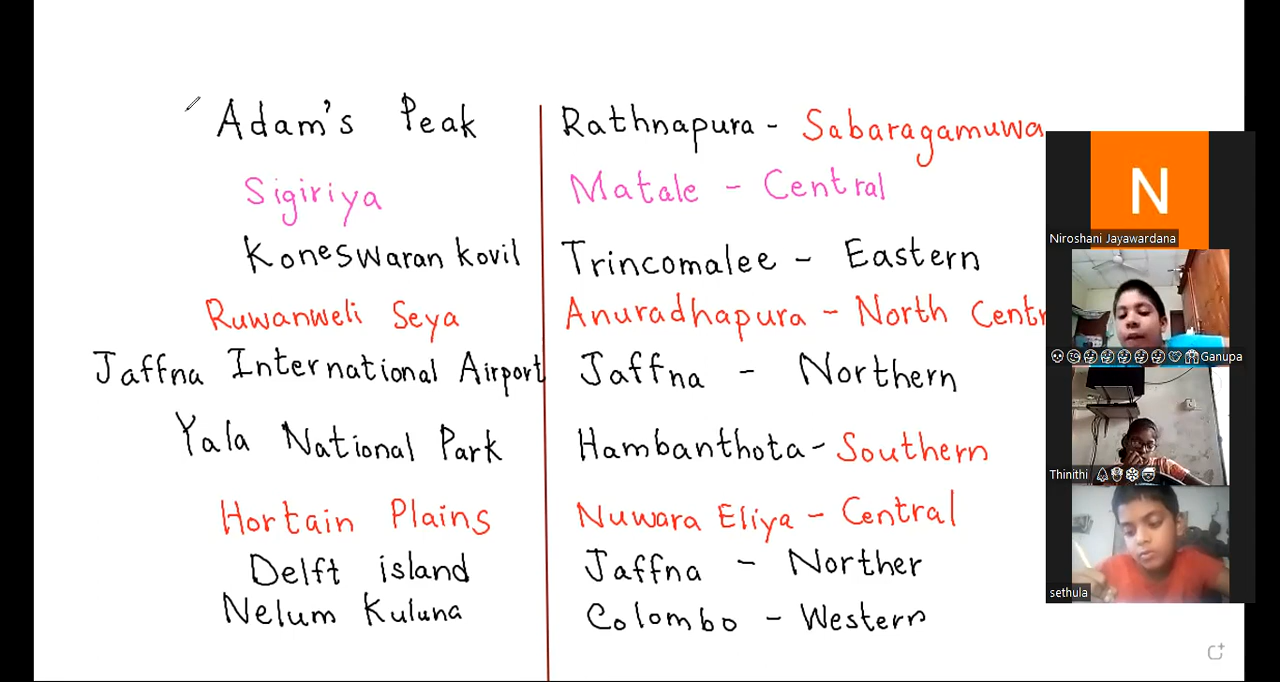 Adam's Peak Rathnapura - Sabaragamuwa
Sigiriya Matale - Central
Koneswaran kovil Trincomalee - Eastern
Ruwanweli Seya Anuradhapura - North Centr
Jaffna International Airport Jaffna - Northern
Yala National Park Hambanthota - Southern
Hortain Plains Nuwara Eliya - Central
Delft island Jaffna - Norther
Nelum Kuluna Colombo - Western
N
Niroshani Jayawardana
Ganupa
Thinithi
sethula